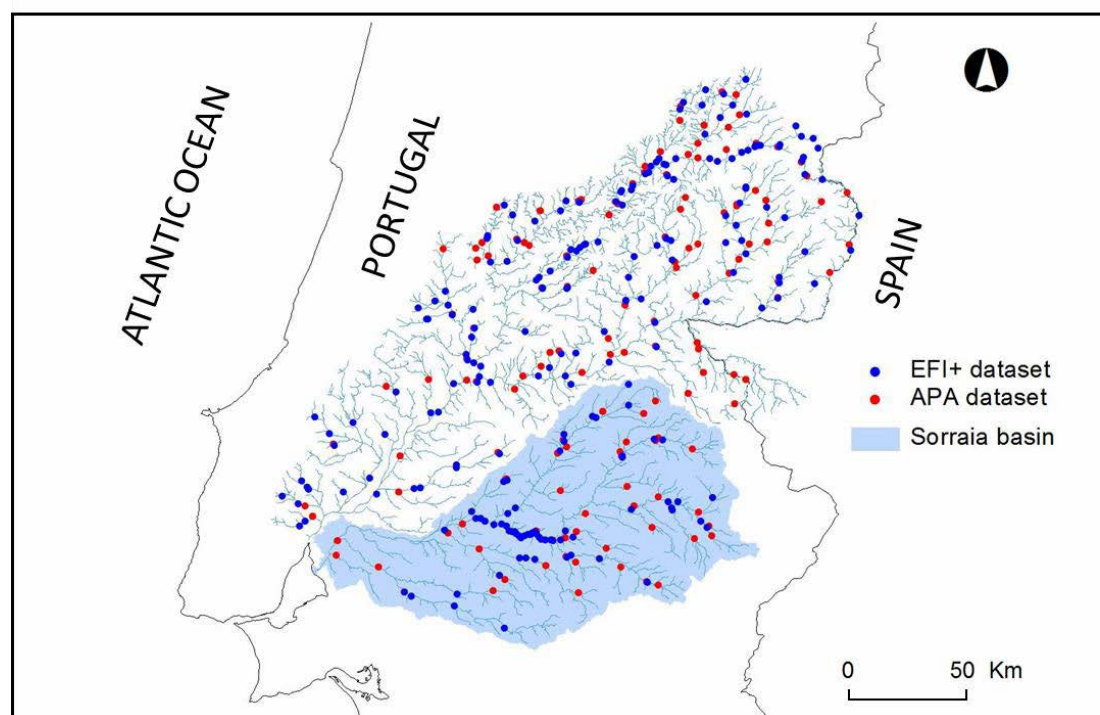 ATLANTIC OCEAN
PORTUGAL
SPAIN
EFI+ dataset
APA dataset
Sorraia basin
0 50 Km